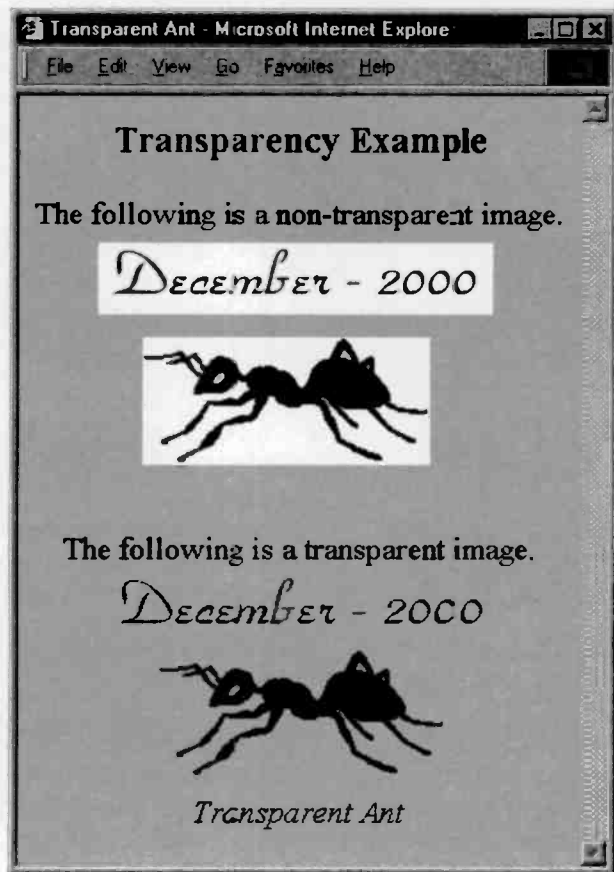 Transparent Ant - Microsoft Internet Explore
File Edit View Go Favorites Help
Transparency Example
The following is a non-transparent image.
December - 2000
The following is a transparent image.
December - 2000
Transparent Ant